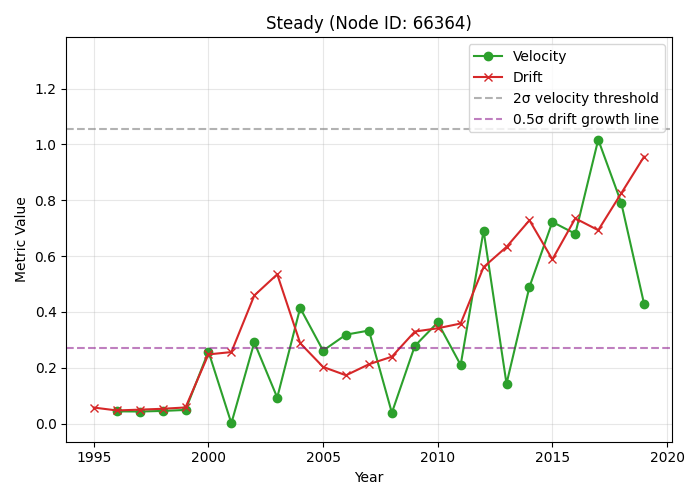 Steady (Node ID: 66364)
Velocity
Drift
2σ velocity threshold
0.5σ drift growth line
Metric Value
1.2
1.0
0.8
0.6
0.4
0.2
0.0
1995 2000 2005 2010 2015 2020
Year